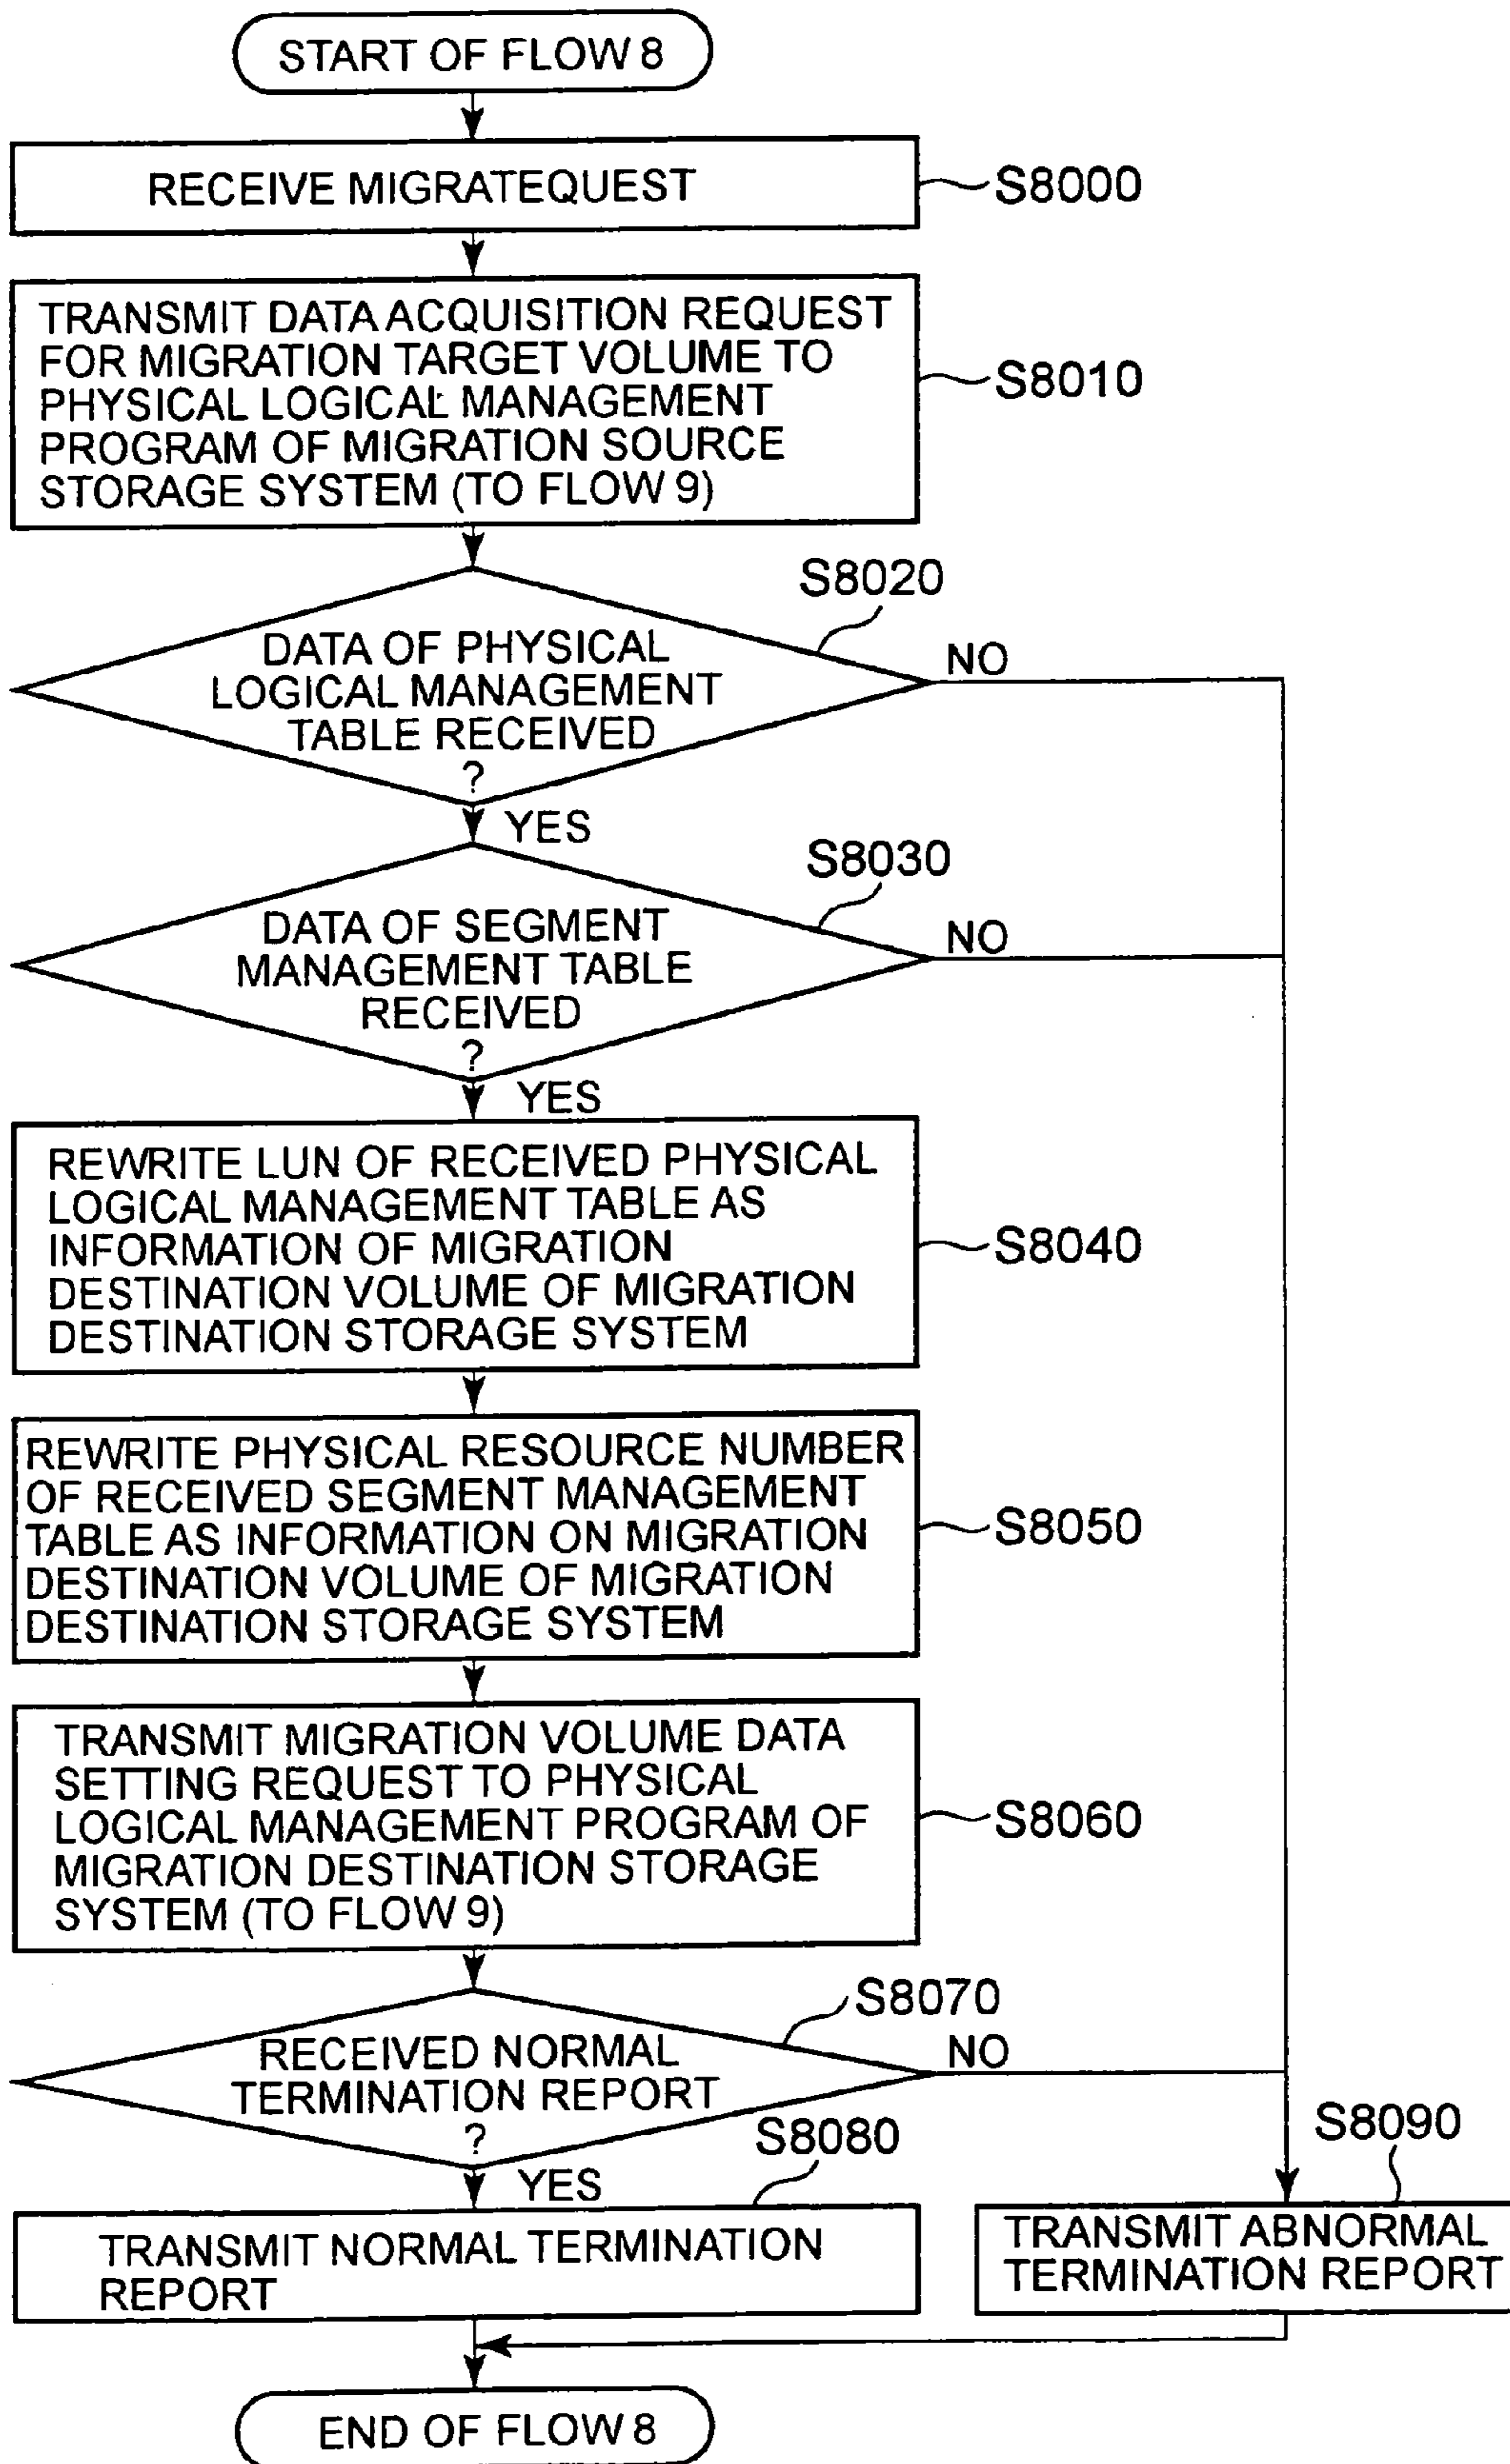 START OF FLOW 8
RECEIVE MIGRATEQUEST
S8000
TRANSMIT DATA ACQUISITION REQUEST
FOR MIGRATION TARGET VOLUME TO
PHYSICAL LOGICAL MANAGEMENT
PROGRAM OF MIGRATION SOURCE
STORAGE SYSTEM (TO FLOW 9)
S8010
S8020
DATA OF PHYSICAL
LOGICAL MANAGEMENT
TABLE RECEIVED
?
NO
YES
S8030
DATA OF SEGMENT
MANAGEMENT TABLE
RECEIVED
?
NO
YES
REWRITE LUN OF RECEIVED PHYSICAL
LOGICAL MANAGEMENT TABLE AS
INFORMATION OF MIGRATION
DESTINATION VOLUME OF MIGRATION
DESTINATION STORAGE SYSTEM
S8040
REWRITE PHYSICAL RESOURCE NUMBER
OF RECEIVED SEGMENT MANAGEMENT
TABLE AS INFORMATION ON MIGRATION
DESTINATION VOLUME OF MIGRATION
DESTINATION STORAGE SYSTEM
S8050
TRANSMIT MIGRATION VOLUME DATA
SETTING REQUEST TO PHYSICAL
LOGICAL MANAGEMENT PROGRAM OF
MIGRATION DESTINATION STORAGE
SYSTEM (TO FLOW 9)
S8060
S8070
RECEIVED NORMAL
TERMINATION REPORT
?
NO
YES
S8080
TRANSMIT NORMAL TERMINATION
REPORT
S8090
TRANSMIT ABNORMAL
TERMINATION REPORT
END OF FLOW 8